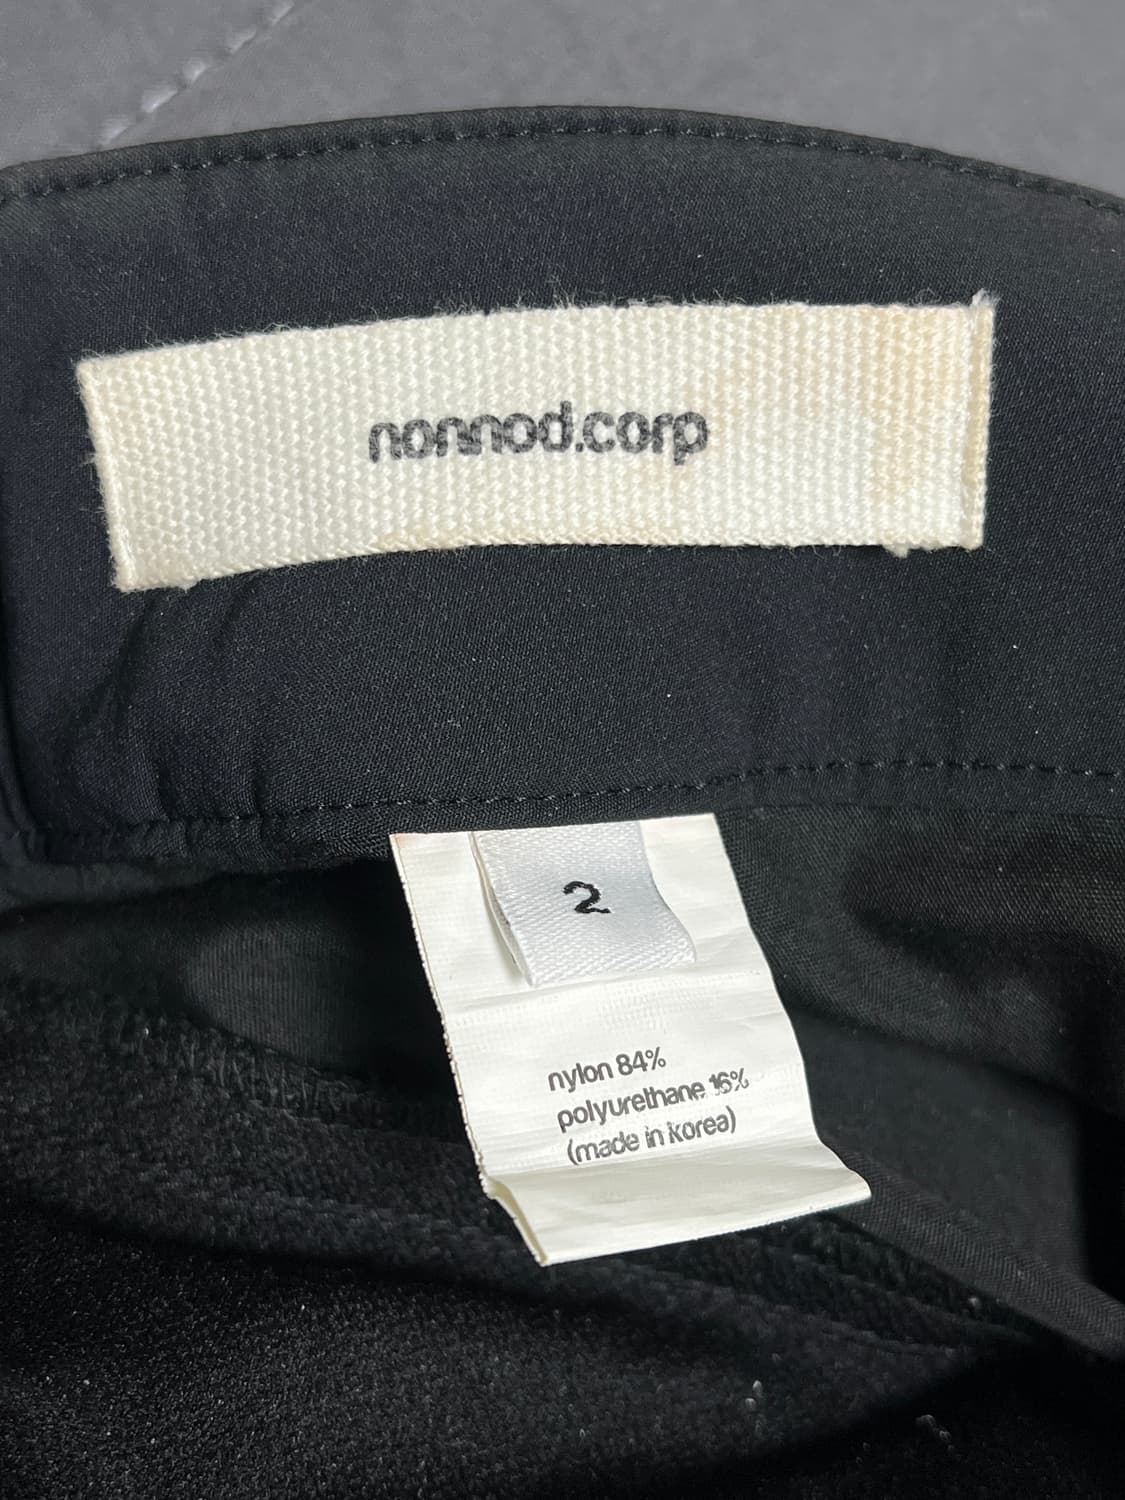 nonnod.corp
2
nylon 84%
polyurethane 16%
(made in korea)